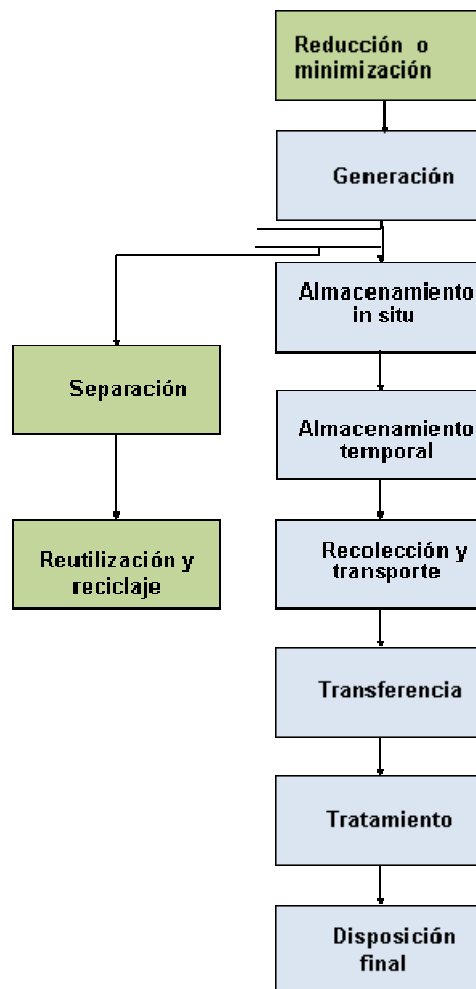 Reducción o
minimización
Generación
Almacenamiento
in situ
Separación
Almacenamiento
temporal
Reutilización y
reciclaje
Recolección y
transporte
Transferencia
Tratamiento
Disposición
final